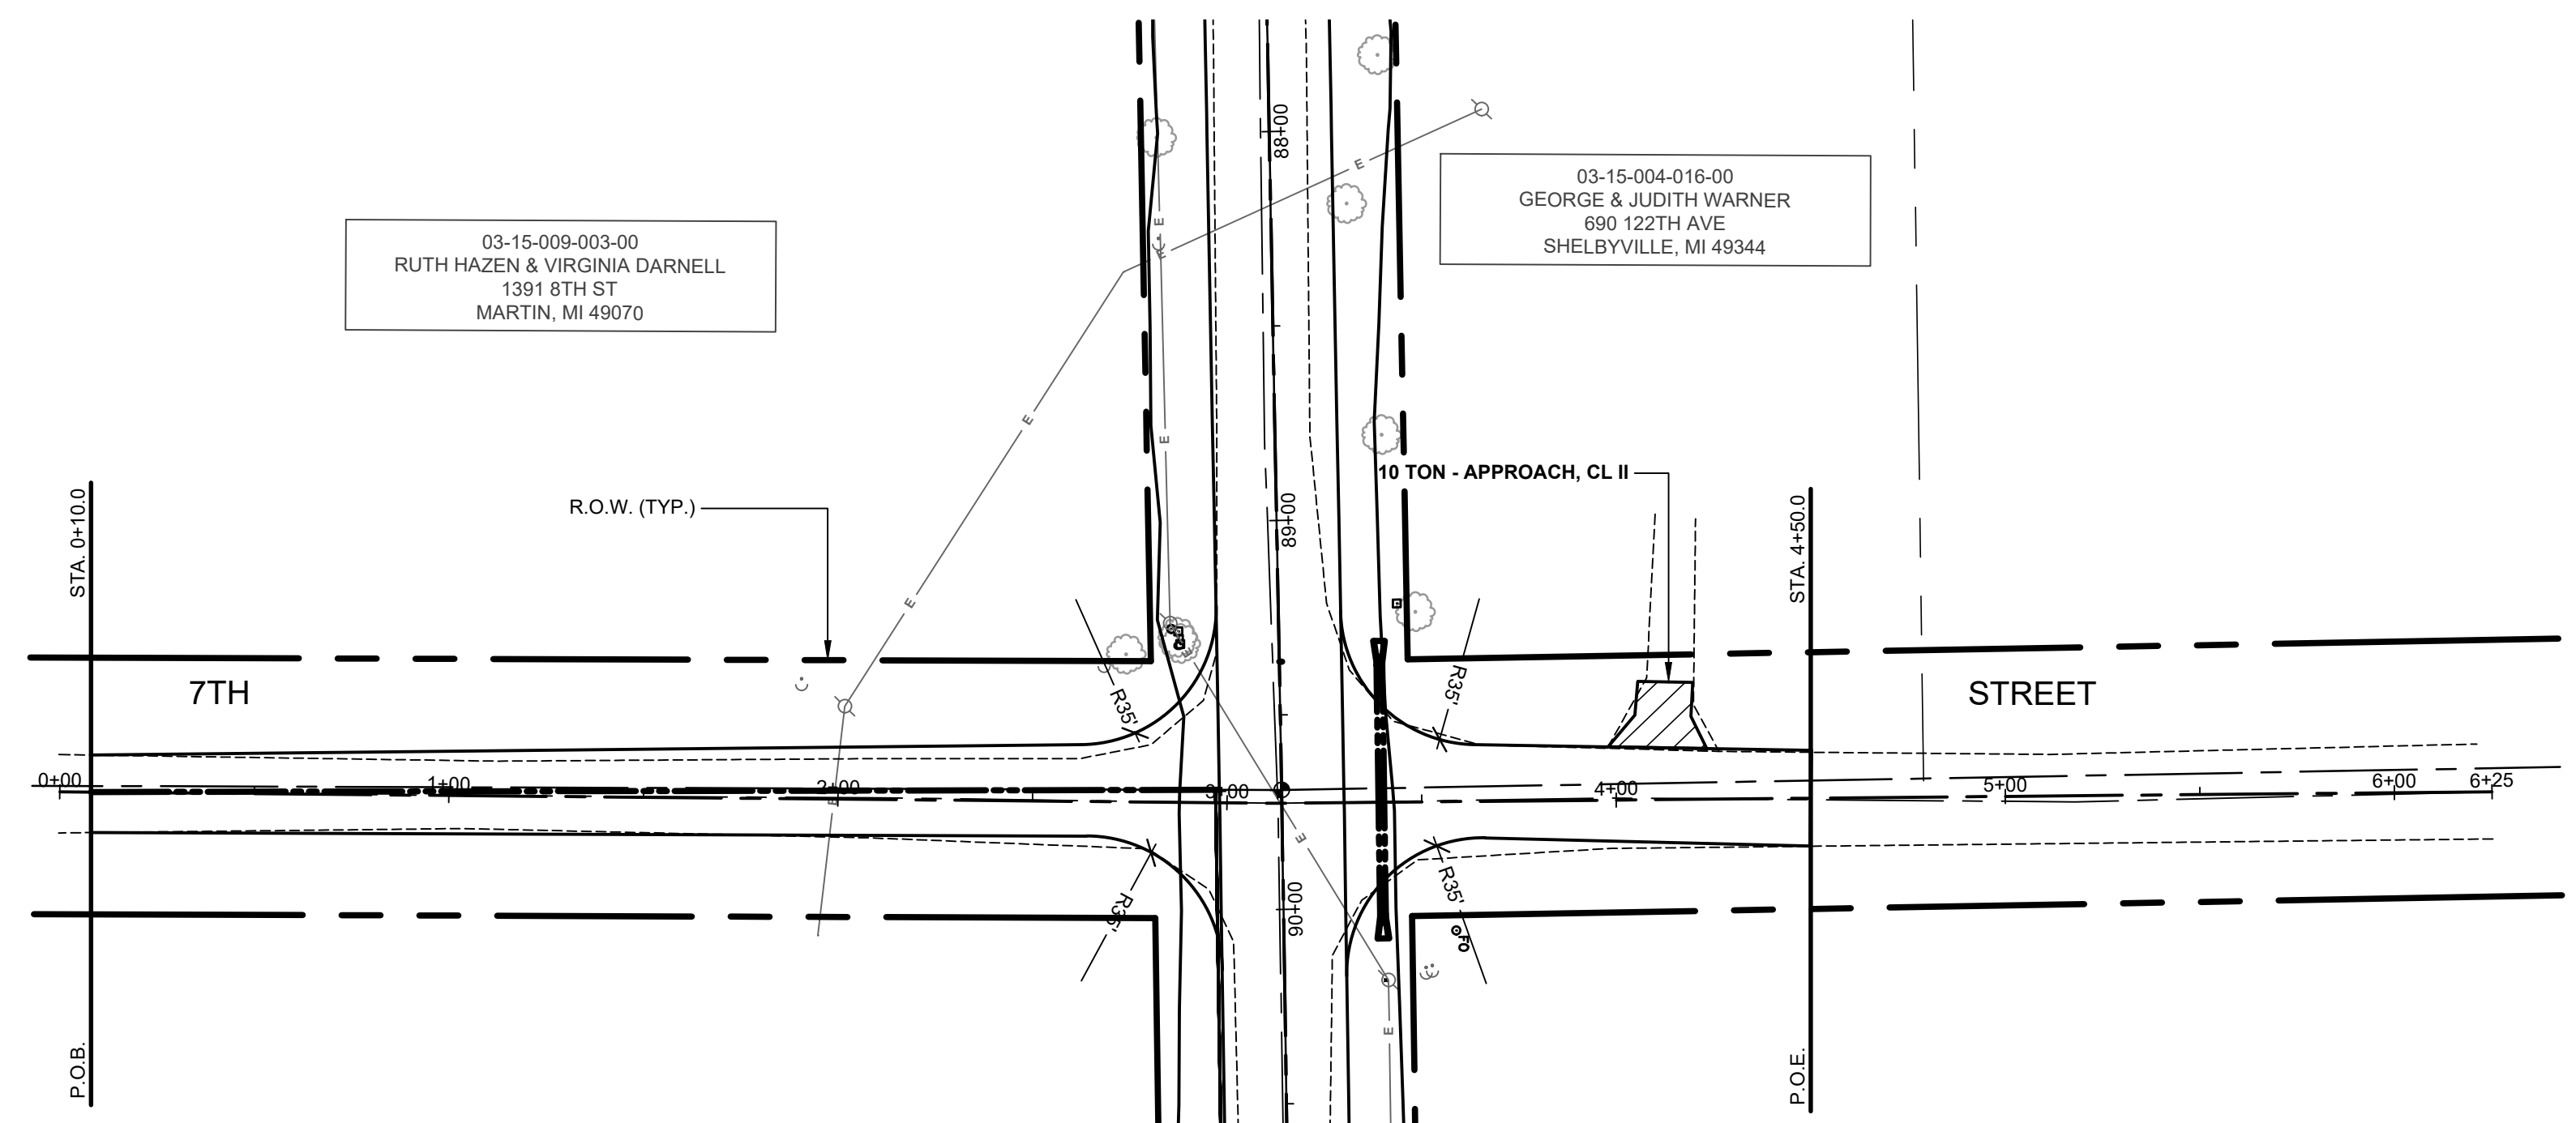 88+00
03-15-004-016-00
GEORGE & JUDITH WARNER
690 122TH AVE
SHELBYVILLE, MI 49344
03-15-009-003-00
RUTH HAZEN & VIRGINIA DARNELL
1391 8TH ST
MARTIN, MI 49070
E
E
E
E
E
E
10 TON - APPROACH, CL II
R.O.W. (TYP.)
STA. 0+10.0
89+00
STA. 4+50.0
7TH
STREET
R35'
R35'
E
0+00
1+00
2+00
3+00
4+00
5+00
6+00
6+25
E
E
R35'
R35'
90+00
FO
E
P.O.B.
P.O.E.